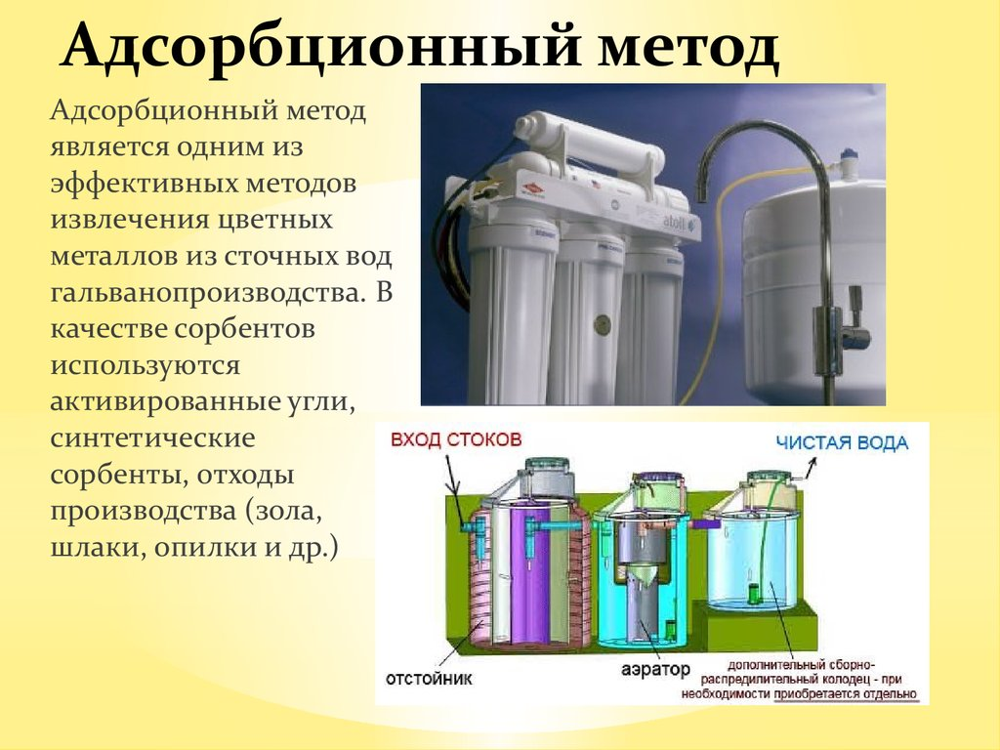 Адсорбционный метод
Адсорбционный метод
является одним из
эффективных методов
извлечения цветных
металлов из сточных вод
гальванопроизводства. В
качестве сорбентов
используются
активированные угли,
синтетические
сорбенты, отходы
производства (зола,
шлаки, опилки и др.)
atoll
ВХОД СТОКОВ
ЧИСТАЯ ВОДА
отстойник
аэратор
дополнительный сборно-
распредилительный колодец - при
необходимости приобретается отдельно